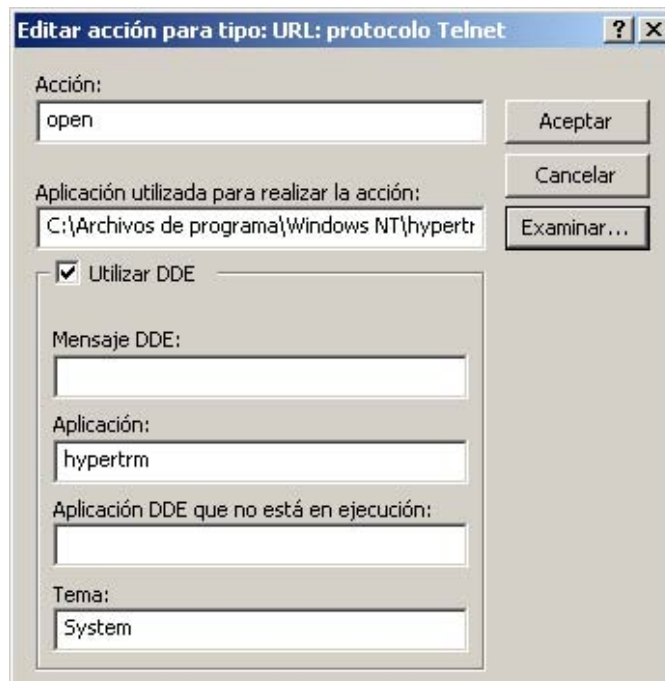 Editar acción para tipo: URL: protocolo Telnet
Acción:
open
Aceptar
Cancelar
Aplicación utilizada para realizar la acción:
C:\Archivos de programa\Windows NT\hypertr
Examinar...
Utilizar DDE
Mensaje DDE:
Aplicación:
hypertrm
Aplicación DDE que no está en ejecución:
Tema:
System